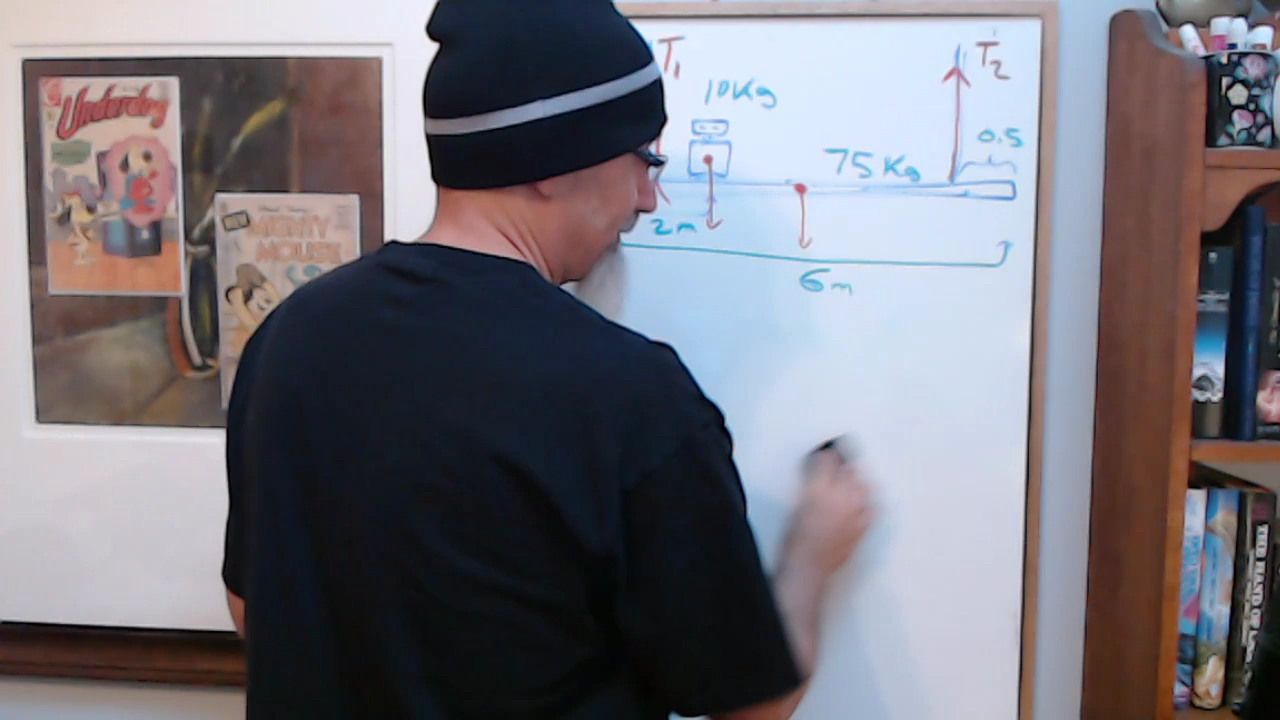 T₁
T₂
10Kg
0.5
75 Kg
2m
6m
Underdog
MIGHTY
MOUSE